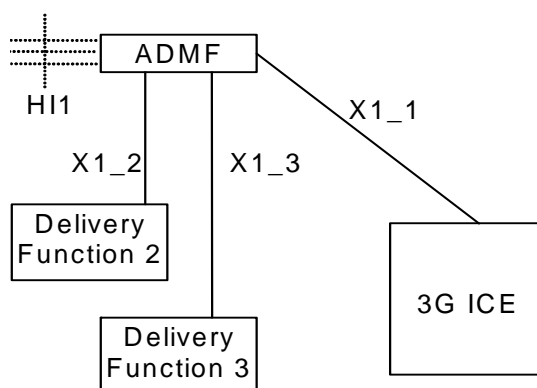 ADMF
HI1
X1_1
X1_2
X1_3
Delivery
Function 2
3G ICE
Delivery
Function 3